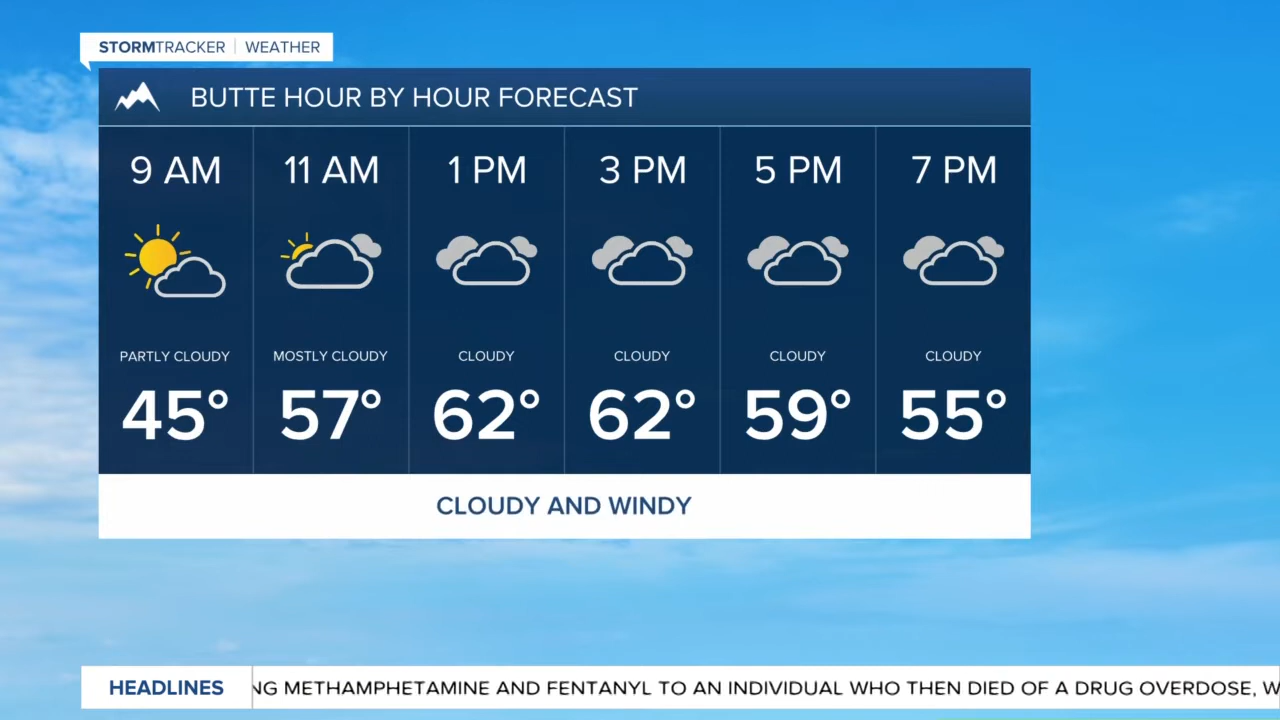 STORMTRACKER | WEATHER
BUTTE HOUR BY HOUR FORECAST
9 AM 11 AM 1 PM 3 PM 5 PM 7 PM
PARTLY CLOUDY MOSTLY CLOUDY CLOUDY CLOUDY CLOUDY CLOUDY
45° 57° 62° 62° 59° 55°
CLOUDY AND WINDY
HEADLINES NG METHAMPHETAMINE AND FENTANYL TO AN INDIVIDUAL WHO THEN DIED OF A DRUG OVERDOSE,